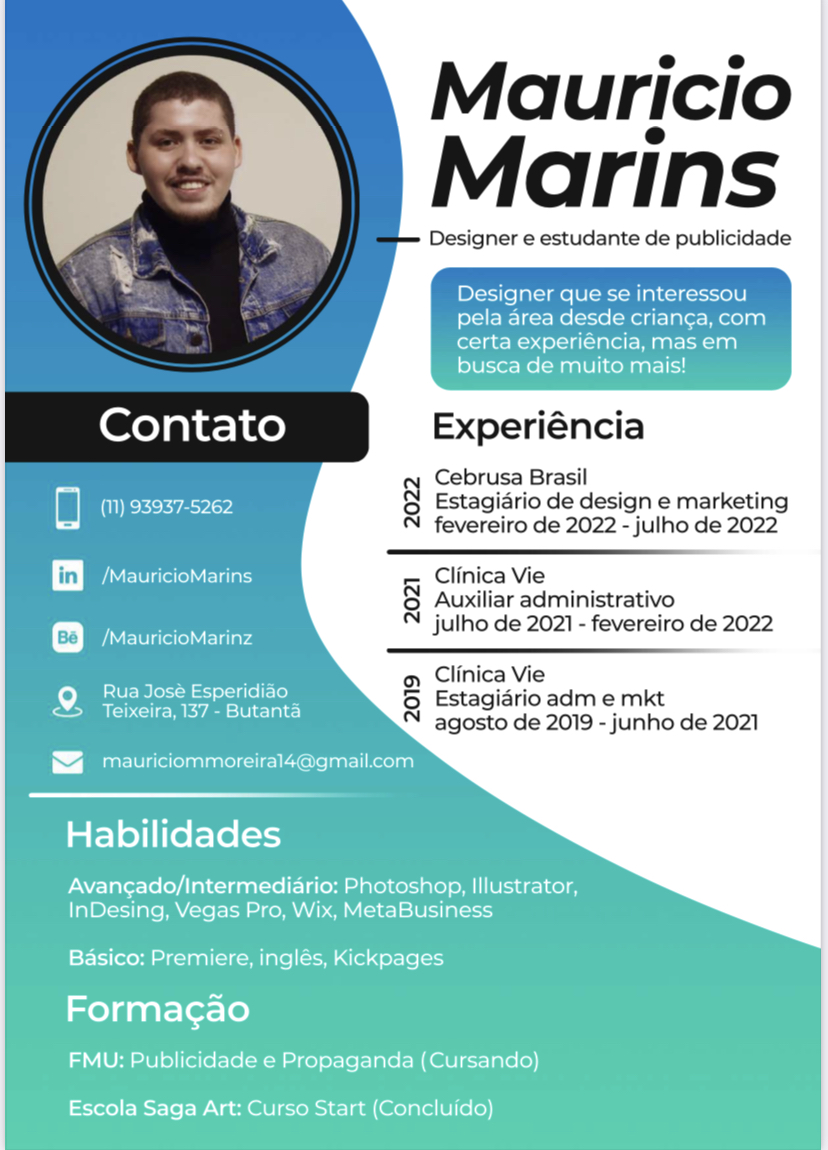 Mauricio
Marins
Designer e estudante de publicidade
Designer que se interessou
pela área desde criança, com
certa experiência, mas em
busca de muito mais!
Contato
(11) 93937-5262
in /MauricioMarins
Bē /MauricioMarinz
Rua Josè Esperidião
Teixeira, 137 - Butantã
mauriciommoreira14@gmail.com
Experiência
2022
Cebrusa Brasil
Estagiário de design e marketing
fevereiro de 2022 - julho de 2022
2021
Clínica Vie
Auxiliar administrativo
julho de 2021 - fevereiro de 2022
2019
Clínica Vie
Estagiário adm e mkt
agosto de 2019 - junho de 2021
Habilidades
Avançado/Intermediário: Photoshop, Illustrator,
InDesing, Vegas Pro, Wix, MetaBusiness
Básico: Premiere, inglês, Kickpages
Formação
FMU: Publicidade e Propaganda (Cursando)
Escola Saga Art: Curso Start (Concluído)